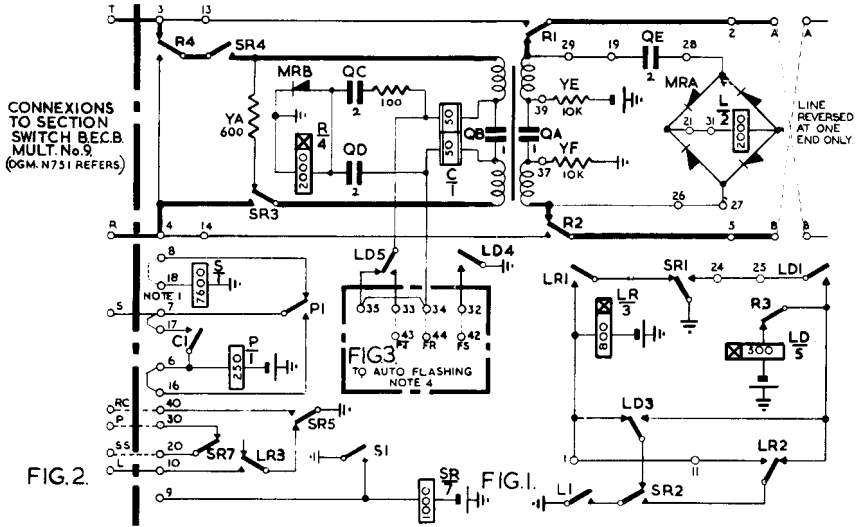 T 3 13
R4 SR4
R1 2 A A
29 19 QE 28
2
MRB QC
2 100
YA
600
R
4
2000
QD
2
50
50
C
1
QB
1
QA
1
39 YE
10K
YF
37 10K
MRA
L
2
21 31
2000
LINE
REVERSED
AT ONE
END ONLY.
CONNEXIONS
TO SECTION
SWITCH B.E.C.B.
MULT. No. 9.
(DGM. N751 REFERS)
SR3
26 27
R 4 14
R2 5 B B
8
18 S
1
7600
NOTE 1
S 7
P1
17
C1
6 P
1
250
16
RC 40
P 30
SR5
SS 20
SR7
L 10
LR3
9
S1
SR
7
1000
FIG.2.
LD5 LD4
35 33 34 32
43 44 42
PT FR FS
FIG3.
TO AUTO FLASHING
NOTE 4
LR1 SR1 24 25 LD1
LR
3
800
R3
LD
5
500
LD3
1 11
LR2
L1 SR2
FIG.1.